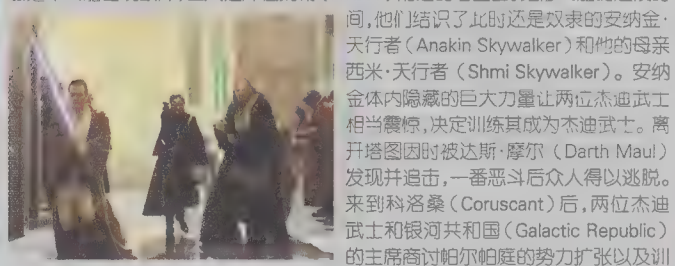 间,他们结识了此时还是奴隶的安纳金·
天行者(Anakin Skywalker)和他的母亲
西米·天行者(Shmi Skywalker)。安纳
金体内隐藏的巨大力量让两位杰迪武士
相当震惊,决定训练其成为杰迪武士。离
开塔图因时被达斯·摩尔(Darth Maul)
发现并追击,一番恶斗后众人得以逃脱。
来到科洛桑(Coruscant)后,两位杰迪
武士和银河共和国(Galactic Republic)
的主席商讨帕尔帕庭的势力扩张以及训